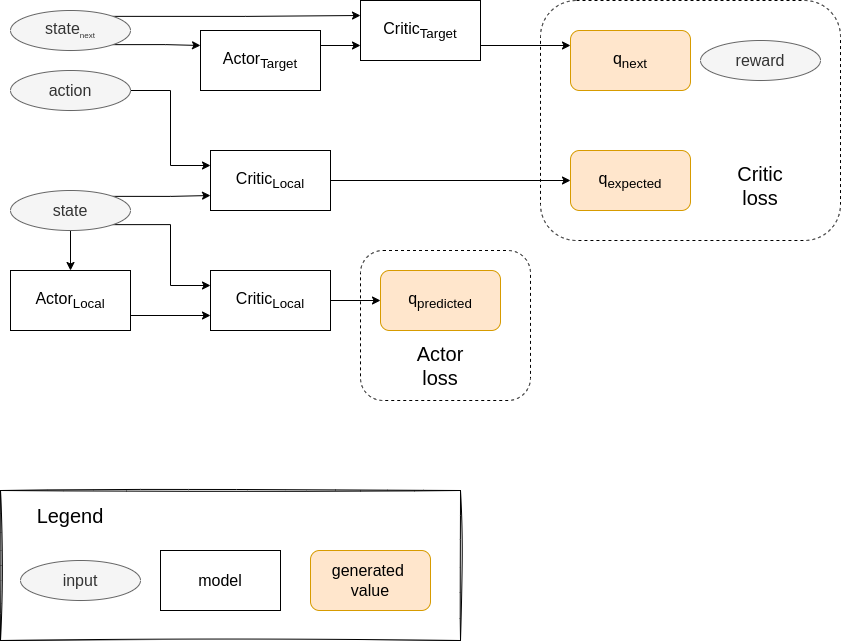 state next
Actor Target
Critic Target
q next
reward
action
Critic Local
q expected
Critic
loss
state
Actor Local
Critic Local
q predicted
Actor
loss
Legend
input
model
generated
value